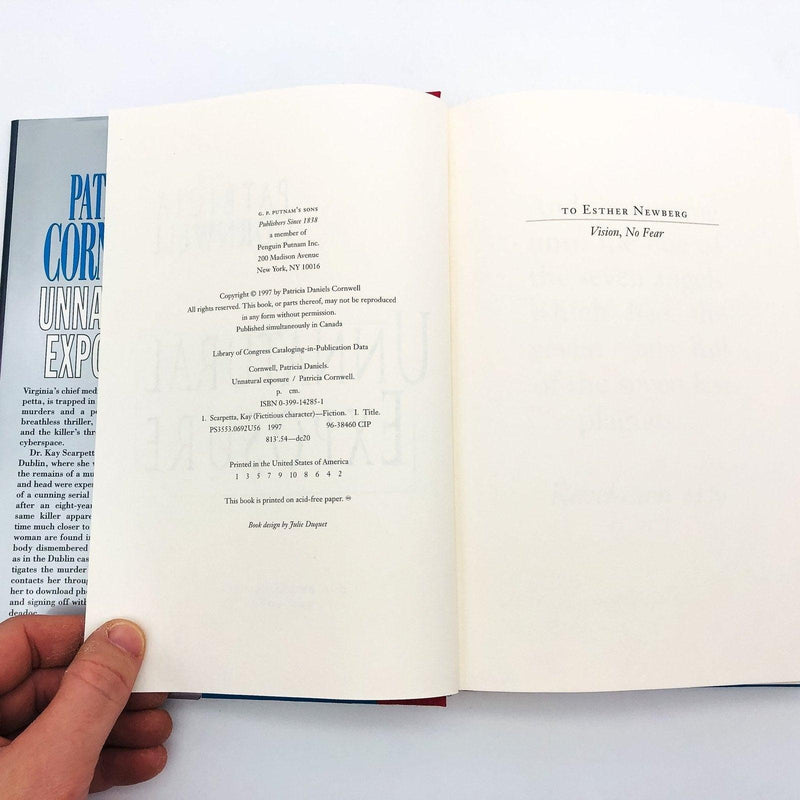 PAT
CORN
UNNA
EXPO
Virginia's chief med
petta, is trapped in
murders and a
breathless thriller,
and the killer's thr
cyberspace.
Dr. Kay Scarpett
Dublin, where she
the remains of a mu
and head were expe
of a cunning serial
after an eight-year
same killer appare
time much closer to
woman are found i
body dismembered
as in the Dublin cas
tigates the murder
contacts her throug
her to download pho
and signing off with
deadoc.
G. P. PUTNAM'S SONS
Publishers Since 1838
a member of
Penguin Putnam Inc.
200 Madison Avenue
New York, NY 10016
Copyright © 1997 by Patricia Daniels Cornwell
All rights reserved. This book, or parts thereof, may not be reproduced
in any form without permission.
Published simultaneously in Canada
Library of Congress Cataloging-in-Publication Data
Cornwell, Patricia Daniels.
Unnatural exposure / Patricia Cornwell.
p. cm.
ISBN 0-399-14285-1
1. Scarpetta, Kay (Fictitious character)—Fiction. I. Title.
PS3553.O692U56 1997 96-38460 CIP
813'.54—dc20
Printed in the United States of America
1 3 5 7 9 10 8 6 4 2
This book is printed on acid-free paper. ♾
Book design by Julie Duquet
TO ESTHER NEWBERG
Vision, No Fear